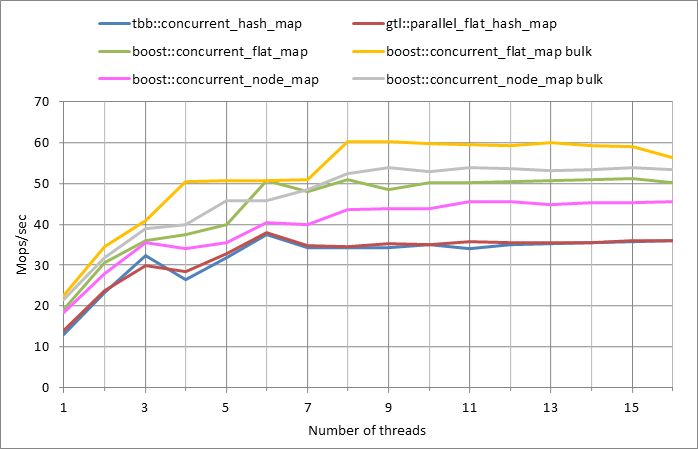 tbb::concurrent_hash_map gtl::parallel_flat_hash_map
boost::concurrent_flat_map boost::concurrent_flat_map bulk
boost::concurrent_node_map boost::concurrent_node_map bulk
70
60
50
40
30
20
10
0
Mops/sec
1 3 5 7 9 11 13 15
Number of threads